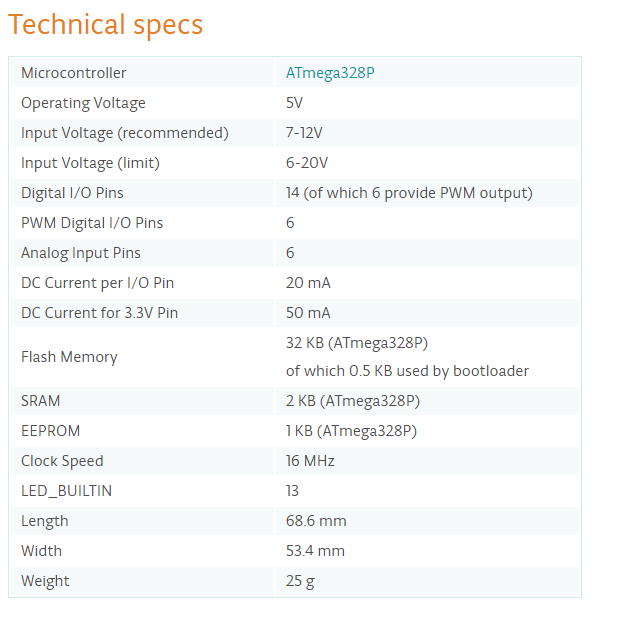 Technical specs
Microcontroller ATmega328P
Operating Voltage 5V
Input Voltage (recommended) 7-12V
Input Voltage (limit) 6-20V
Digital I/O Pins 14 (of which 6 provide PWM output)
PWM Digital I/O Pins 6
Analog Input Pins 6
DC Current per I/O Pin 20 mA
DC Current for 3.3V Pin 50 mA
Flash Memory 32 KB (ATmega328P)
of which 0.5 KB used by bootloader
SRAM 2 KB (ATmega328P)
EEPROM 1 KB (ATmega328P)
Clock Speed 16 MHz
LED_BUILTIN 13
Length 68.6 mm
Width 53.4 mm
Weight 25 g